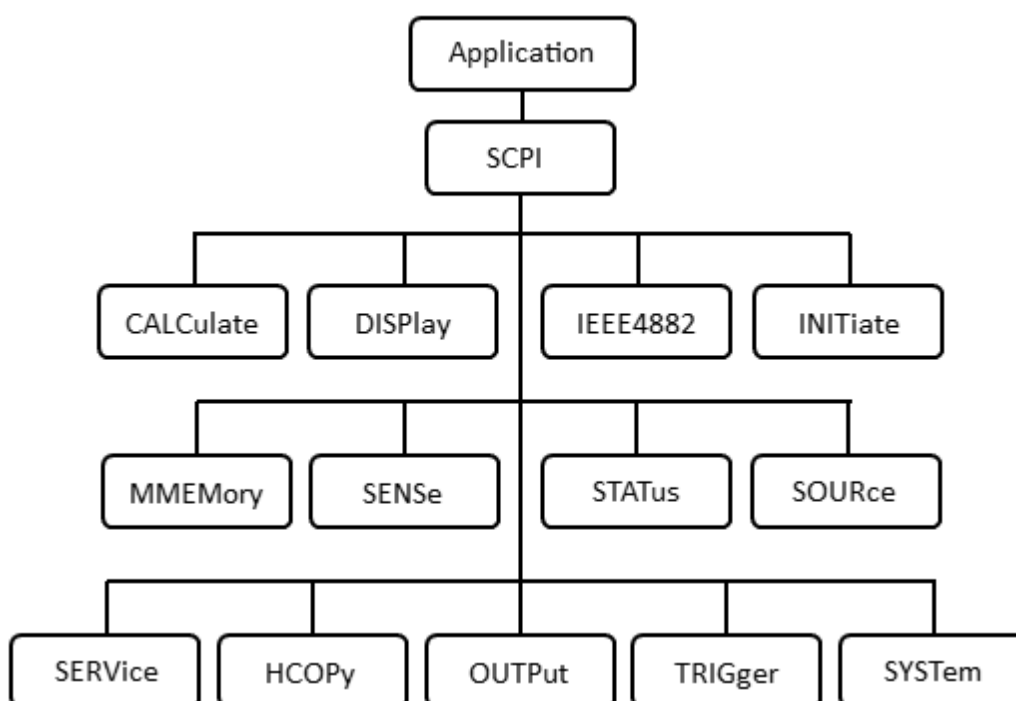 Application
SCPI
CALCulate
DISPlay
IEEE4882
INITiate
MMEMory
SENSe
STATus
SOURce
SERVice
HCOPy
OUTPut
TRIGger
SYSTem